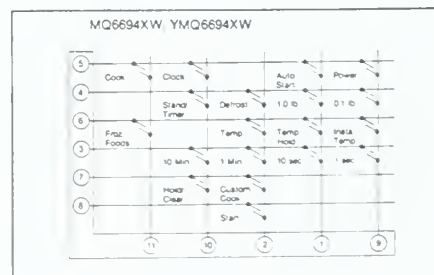 MQ6694XW YMQ6694XW
5
Cook Clock Auto Start Power
4
Stand/ Timer Defrost 1.0 lb 0.1 lb
6
Froz Foods Temp Temp Hold Insta Temp
3
10 Min 1 Min 10 sec 1 sec
7
Hold/ Clear Custom Cook
8
Start
11 10 2 1 9